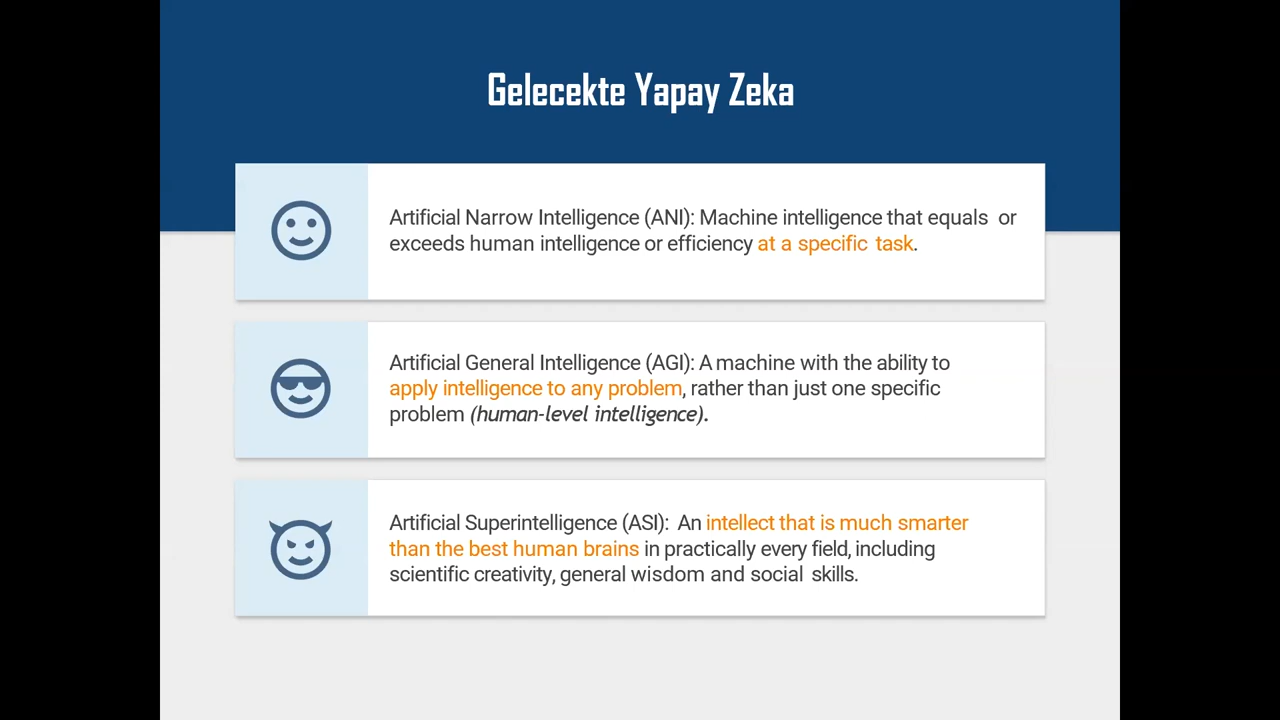 Gelecekte Yapay Zeka
Artificial Narrow Intelligence (ANI): Machine intelligence that equals or
exceeds human intelligence or efficiency at a specific task.
Artificial General Intelligence (AGI): A machine with the ability to
apply intelligence to any problem, rather than just one specific
problem (human-level intelligence).
Artificial Superintelligence (ASI): An intellect that is much smarter
than the best human brains in practically every field, including
scientific creativity, general wisdom and social skills.